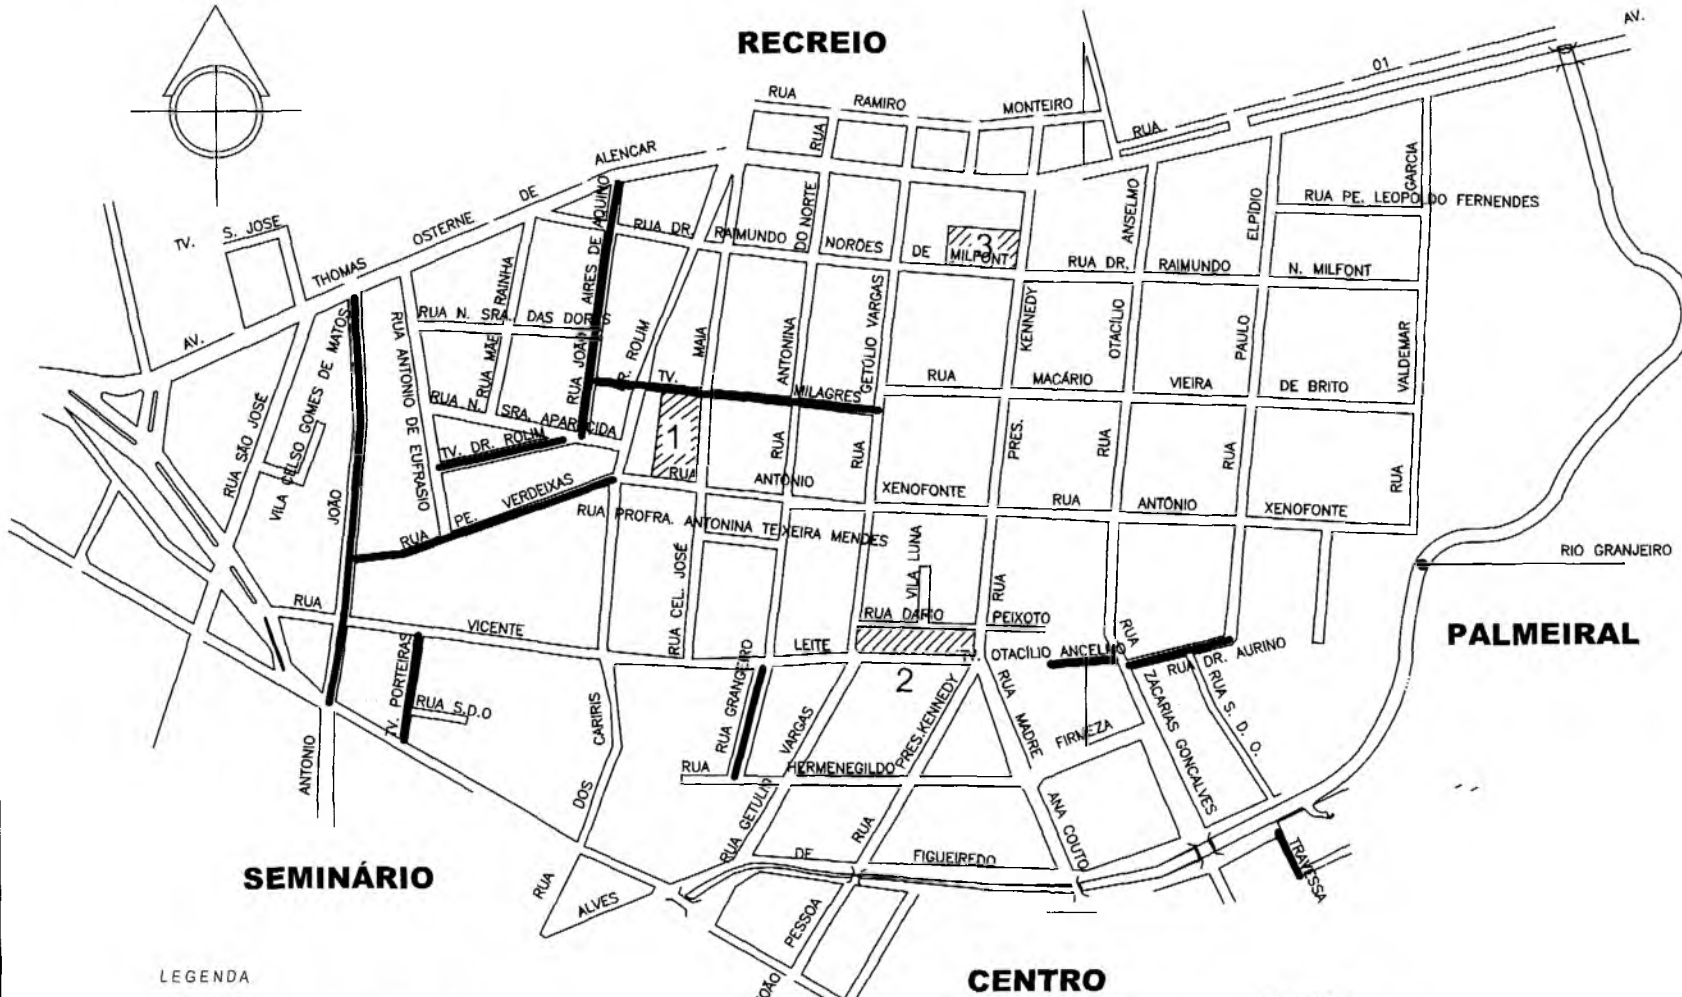 RECREIO
AV.
01
RUA RAMIRO MONTEIRO
RUA
RUA
ALENCAR
DE
OSTERNE
THOMAS
AV.
TV. S. JOSE
RUA DR. RAIMUNDO NORÕES DE MILFONT
3
RUA DR. RAIMUNDO N. MILFONT
RUA PE. LEOPOLDO FERNENDES
GARCIA
VALDEMAR
RUA
ELPÍDIO
PAULO
RUA
ANSELMO
OTACÍLIO
RUA
KENNEDY
PRES.
RUA
GETÚLIO VARGAS
RUA
DO NORTE
ANTONINA
RUA
MAIA
RUA CEL. JOSÉ
R. ROLIM
AIRES DE AQUINO
RUA JOÃO
RAINHA
RUA MÃE
RUA N. SRA. DAS DORES
RUA ANTONIO DE EUFRASIO
RUA N. SRA. APARECIDA
TV. DR. ROLIM
TV. MILAGRES
RUA MACÁRIO VIEIRA DE BRITO
1
RUA ANTÔNIO XENOFONTE
RUA ANTÔNIO XENOFONTE
RUA PE. VERDEIXAS
RUA PROFRA. ANTONINA TEIXEIRA MENDES
RUA SÃO JOSÉ
VILA CELSO GOMES DE MATOS
JOÃO
ANTONIO
VILA LUNA
RUA DARIO PEIXOTO
RIO GRANJEIRO
PALMEIRAL
RUA VICENTE LEITE
2
OTACÍLIO ANCELMO
RUA DR. AURINO
RUA
ZACARIAS GONCALVES
RUA S. D. O.
TV. PORTEIRAS
RUA S.D.O
RUA GRANGEIRO
VARGAS
RUA GETULIO
PRES.KENNEDY
RUA
RUA MADRE ANA COUTO
FIRMEZA
RUA HERMENEGILDO
DE FIGUEIREDO
CARIRIS
DOS
RUA
ALVES
PESSOA
JOÃO
TRAVESSA
SEMINÁRIO
CENTRO
LEGENDA